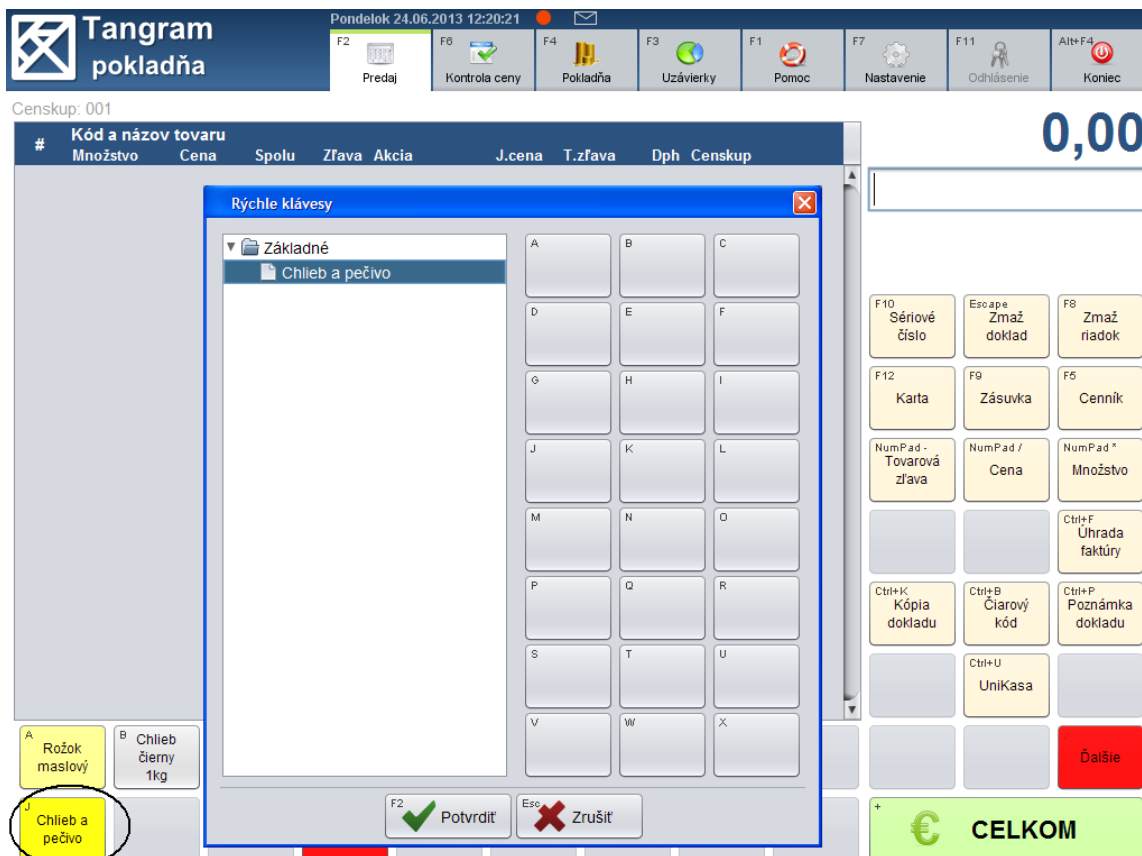 Tangram
pokladňa
Pondelok 24.06.2013 12:20:21
F2
Predaj
F6
Kontrola ceny
F4
Pokladňa
F3
Uzávierky
F1
Pomoc
F7
Nastavenie
F11
Odhlásenie
Alt+F4
Koniec
Censkup: 001
# Kód a názov tovaru
Množstvo Cena Spolu Zľava Akcia J.cena T.zľava Dph Censkup
0,00
Rýchle klávesy
Základné
Chlieb a pečivo
A B C
D E F
G H I
J K L
M N O
P Q R
S T U
V W X
F2 Potvrdiť
Esc Zrušiť
F10
Sériové
číslo
Escape
Zmaž
doklad
F8
Zmaž
riadok
F12
Karta
F9
Zásuvka
F5
Cenník
NumPad -
Tovarová
zľava
NumPad /
Cena
NumPad *
Množstvo
Ctrl+F
Úhrada
faktúry
Ctrl+K
Kópia
dokladu
Ctrl+B
Čiarový
kód
Ctrl+P
Poznámka
dokladu
Ctrl+U
UniKasa
A
Rožok
maslový
B Chlieb
čierny
1kg
.
Ďalšie
J
Chlieb a
pečivo
+
€ CELKOM